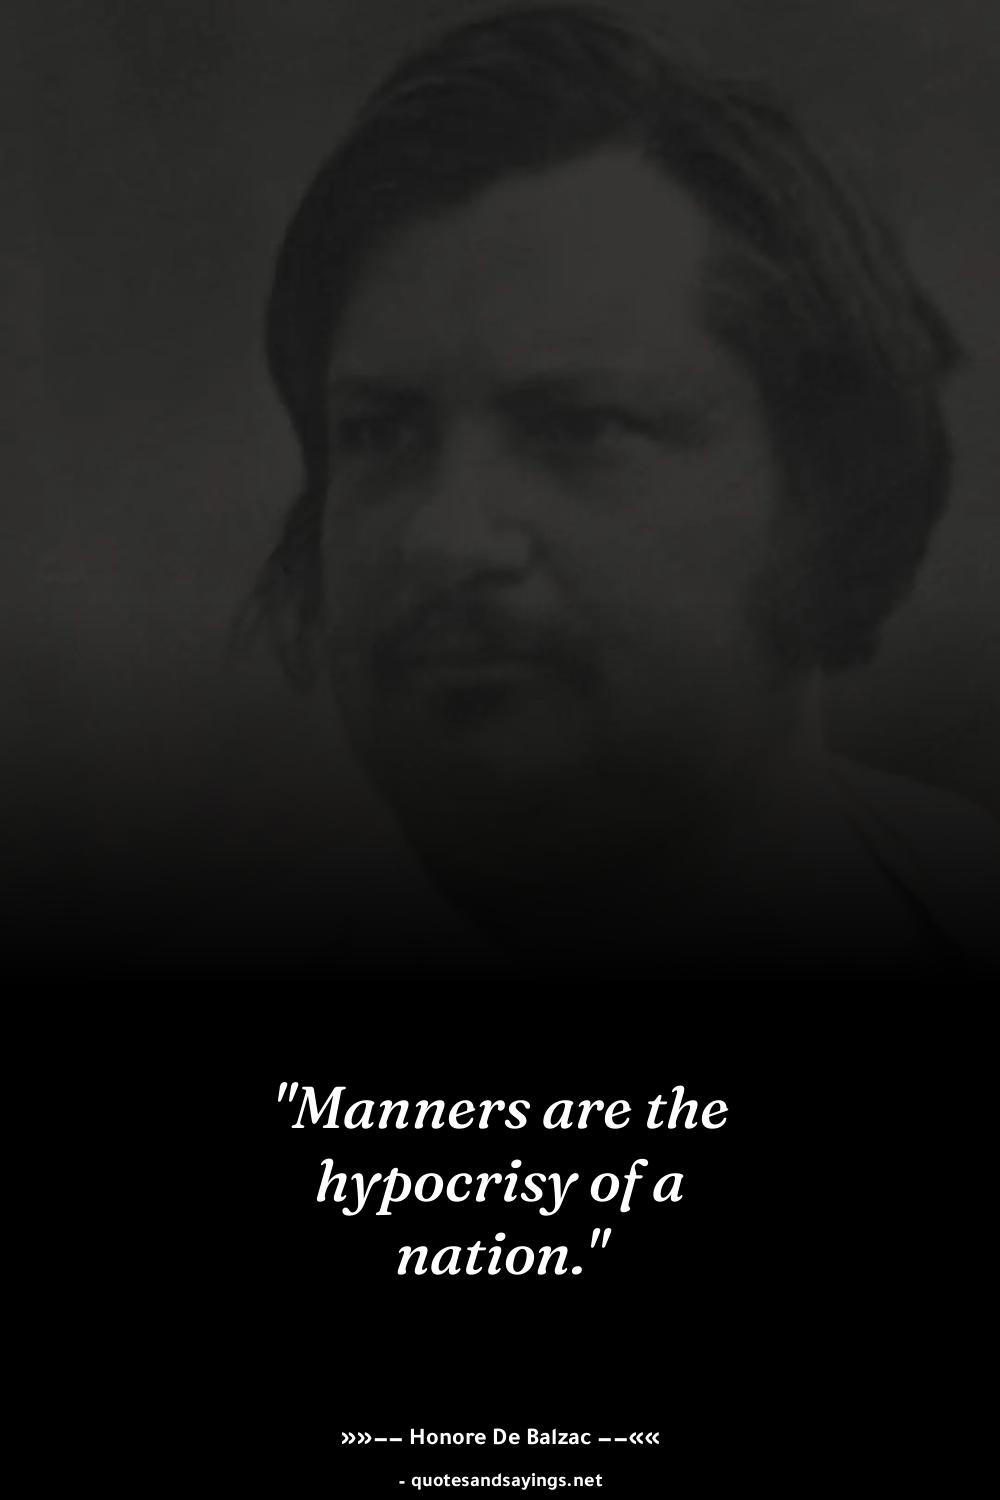 "Manners are the
hypocrisy of a
nation."
»»−− Honore De Balzac −−««
- quotesandsayings.net